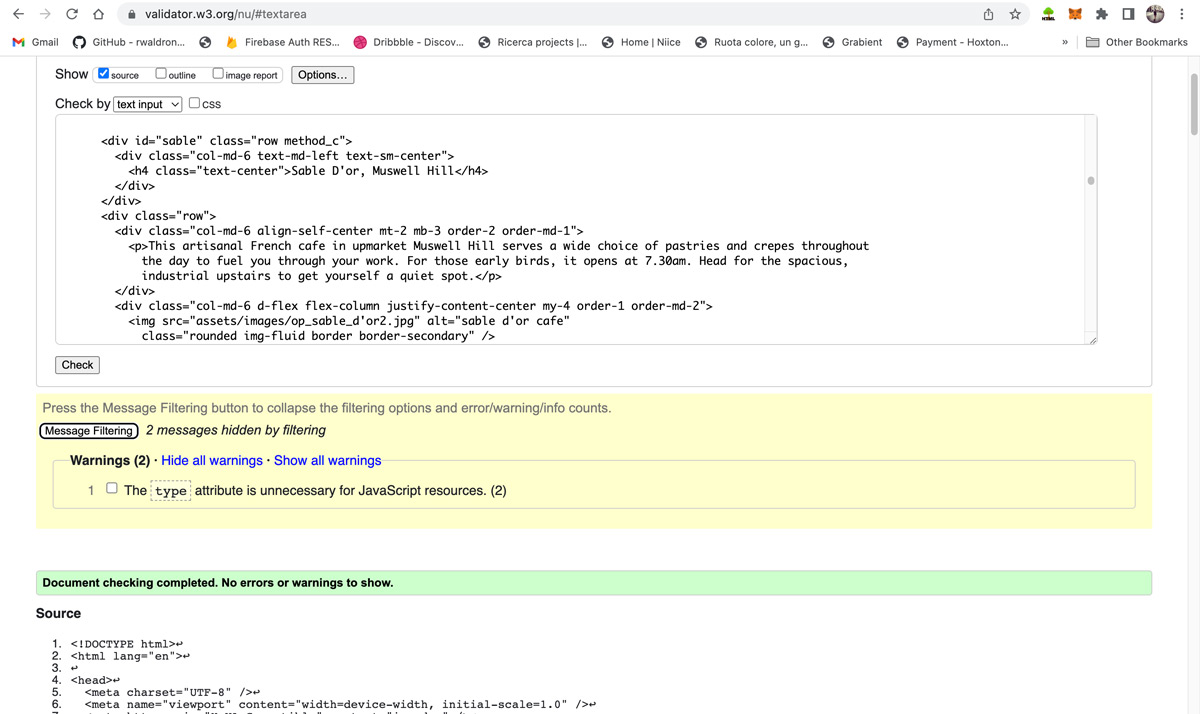 validator.w3.org/nu/#textarea
Gmail GitHub - rwaldron... Firebase Auth RES... Dribbble - Discov... Ricerca projects |... Home | Niice Ruota colore, un g... Grabient Payment - Hoxton... » Other Bookmarks
Show source outline image report Options...
Check by text input css
<div id="sable" class="row method_c">
<div class="col-md-6 text-md-left text-sm-center">
<h4 class="text-center">Sable D'or, Muswell Hill</h4>
</div>
</div>
<div class="row">
<div class="col-md-6 align-self-center mt-2 mb-3 order-2 order-md-1">
<p>This artisanal French cafe in upmarket Muswell Hill serves a wide choice of pastries and crepes throughout
the day to fuel you through your work. For those early birds, it opens at 7.30am. Head for the spacious,
industrial upstairs to get yourself a quiet spot.</p>
</div>
<div class="col-md-6 d-flex flex-column justify-content-center my-4 order-1 order-md-2">
<img src="assets/images/op_sable_d'or2.jpg" alt="sable d'or cafe"
class="rounded img-fluid border border-secondary" />
Check
Press the Message Filtering button to collapse the filtering options and error/warning/info counts.
Message Filtering 2 messages hidden by filtering
Warnings (2) · Hide all warnings · Show all warnings
1 The type attribute is unnecessary for JavaScript resources. (2)
Document checking completed. No errors or warnings to show.
Source
1. <!DOCTYPE html>↩
2. <html lang="en">↩
3. ↩
4. <head>↩
5. <meta charset="UTF-8" />↩
6. <meta name="viewport" content="width=device-width, initial-scale=1.0" />↩